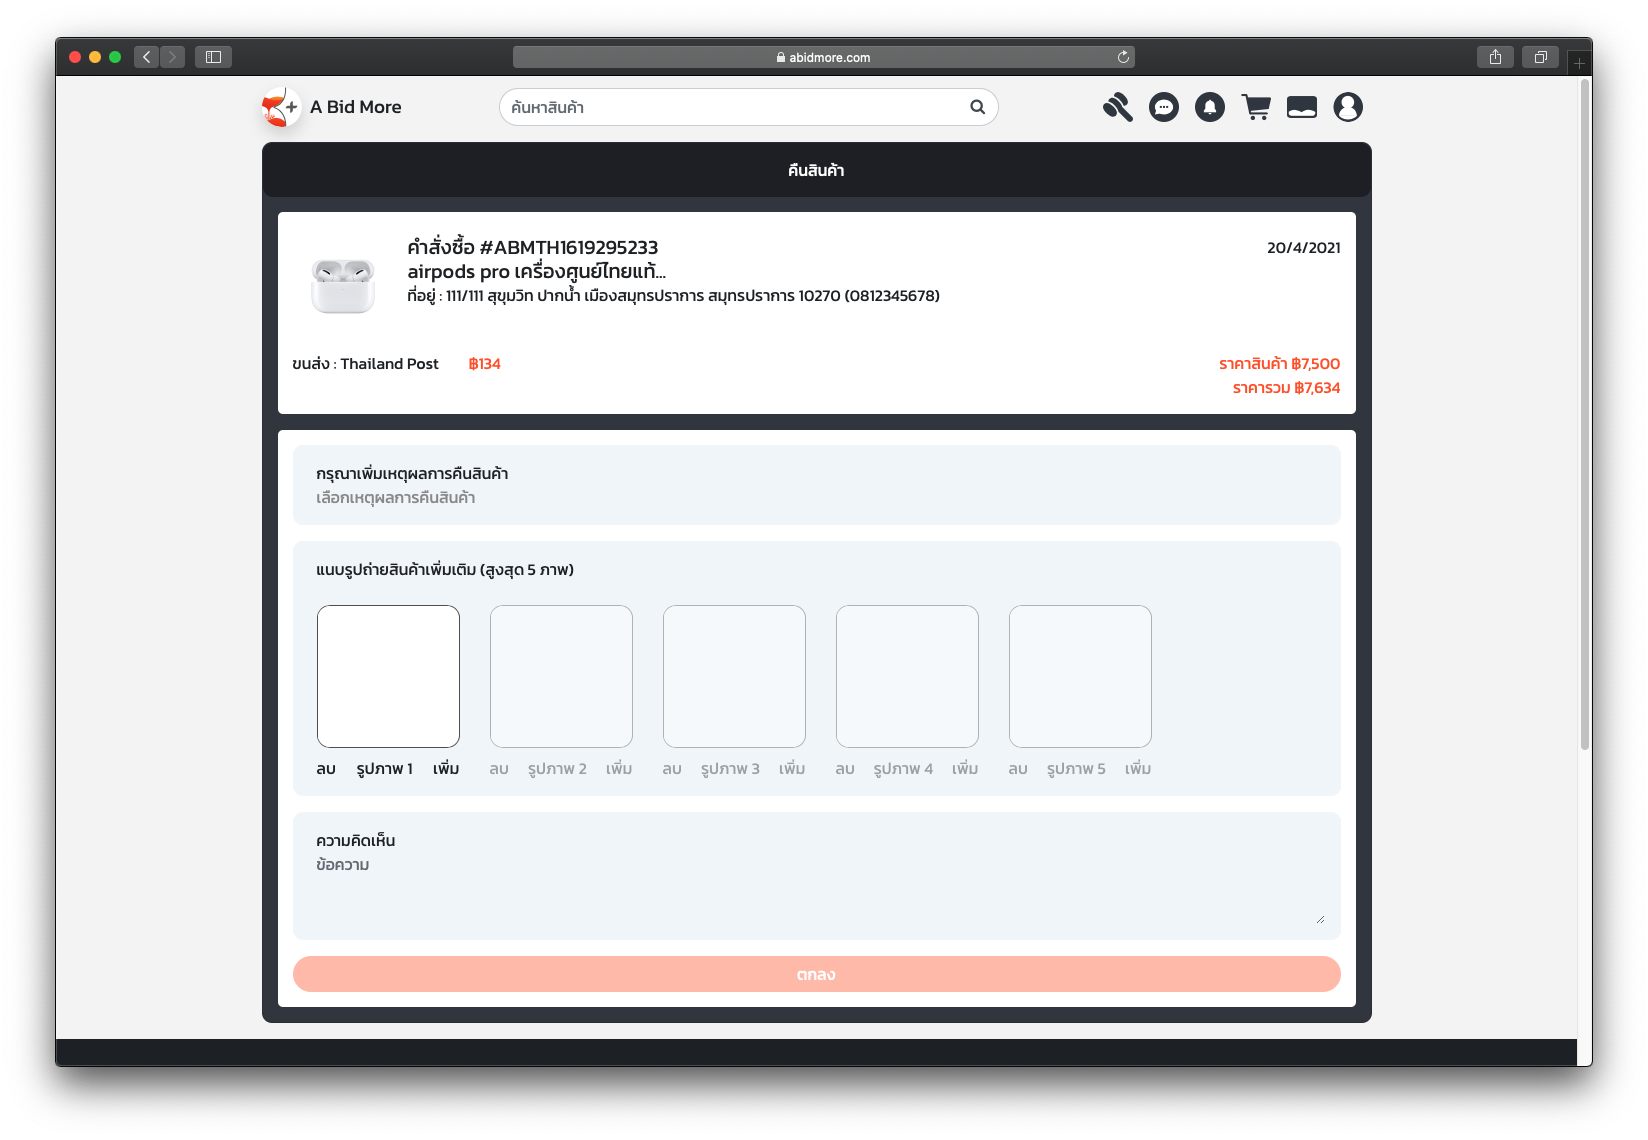 abidmore.com
A Bid More
ค้นหาสินค้า
คืนสินค้า
คำสั่งซื้อ #ABMTH1619295233
20/4/2021
airpods pro เครื่องศูนย์ไทยแท้...
ที่อยู่ : 111/111 สุขุมวิท ปากน้ำ เมืองสมุทรปราการ สมุทรปราการ 10270 (0812345678)
ขนส่ง : Thailand Post ฿134
ราคาสินค้า ฿7,500
ราคารวม ฿7,634
กรุณาเพิ่มเหตุผลการคืนสินค้า
เลือกเหตุผลการคืนสินค้า
แนบรูปถ่ายสินค้าเพิ่มเติม (สูงสุด 5 ภาพ)
ลบ รูปภาพ 1 เพิ่ม ลบ รูปภาพ 2 เพิ่ม ลบ รูปภาพ 3 เพิ่ม ลบ รูปภาพ 4 เพิ่ม ลบ รูปภาพ 5 เพิ่ม
ความคิดเห็น
ข้อความ
ตกลง